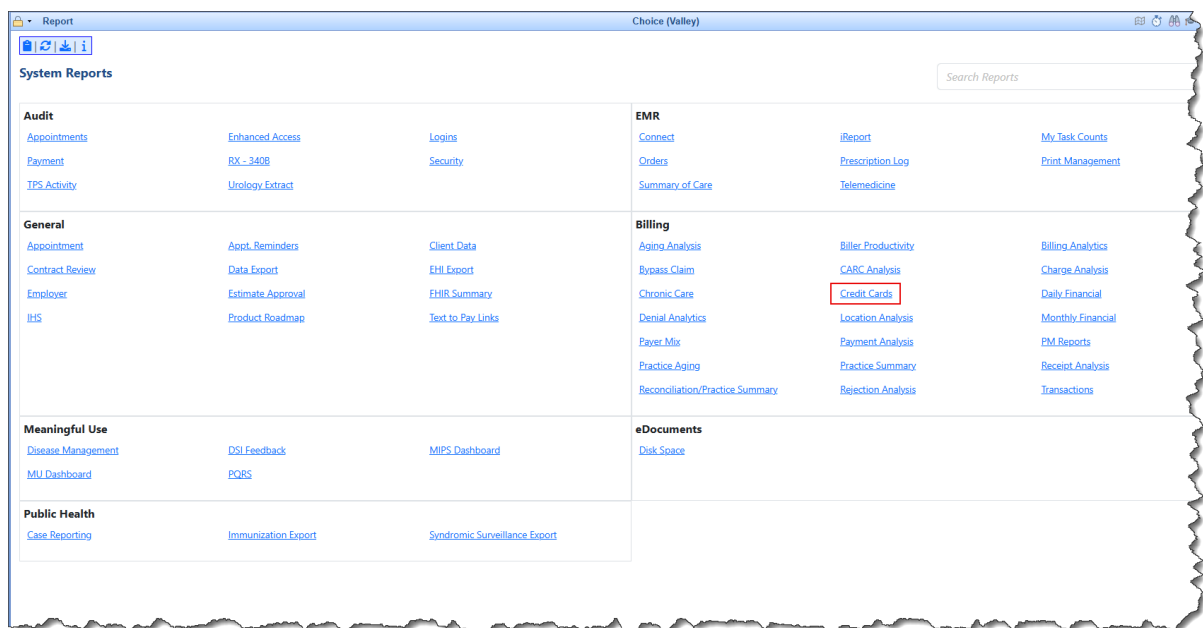 Report Choice (Valley)
System Reports
Search Reports
Audit
Appointments Enhanced Access Logins
Payment RX - 340B Security
TPS Activity Urology Extract
EMR
Connect iReport My Task Counts
Orders Prescription Log Print Management
Summary of Care Telemedicine
General
Appointment Appt. Reminders Client Data
Contract Review Data Export EHI Export
Employer Estimate Approval FHIR Summary
IHS Product Roadmap Text to Pay Links
Billing
Aging Analysis Biller Productivity Billing Analytics
Bypass Claim CARC Analysis Charge Analysis
Chronic Care Credit Cards Daily Financial
Denial Analytics Location Analysis Monthly Financial
Payer Mix Payment Analysis PM Reports
Practice Aging Practice Summary Receipt Analysis
Reconciliation/Practice Summary Rejection Analysis Transactions
Meaningful Use
Disease Management DSI Feedback MIPS Dashboard
MU Dashboard PQRS
eDocuments
Disk Space
Public Health
Case Reporting Immunization Export Syndromic Surveillance Export